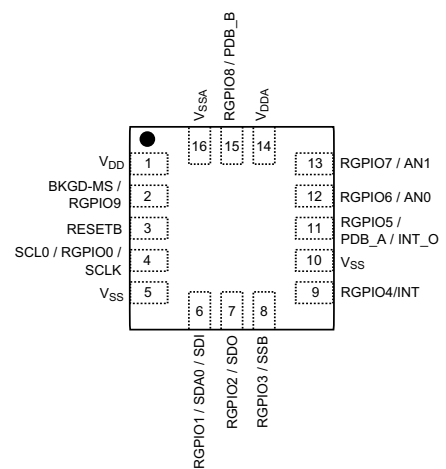 VSSA
RGPIO8 / PDB_B
VDDA
16
15
14
VDD
1
BKGD-MS /
RGPIO9
2
RESETB
3
SCL0 / RGPIO0 /
SCLK
4
VSS
5
13
RGPIO7 / AN1
12
RGPIO6 / AN0
11
RGPIO5 /
PDB_A / INT_O
10
VSS
9
RGPIO4/INT
6
7
8
RGPIO1 / SDA0 / SDI
RGPIO2 / SDO
RGPIO3 / SSB